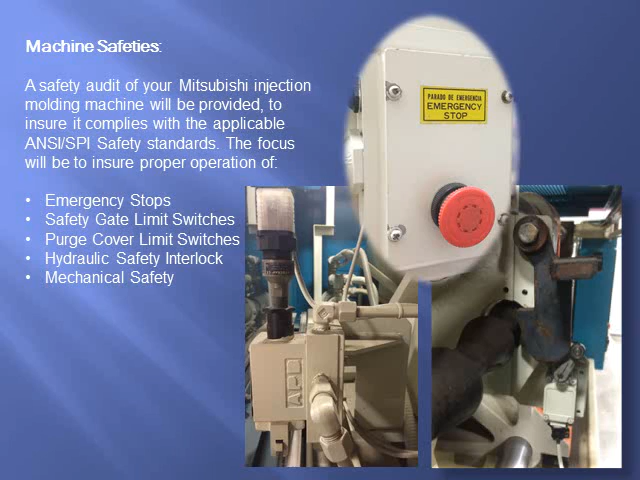 Machine Safeties:
A safety audit of your Mitsubishi injection
molding machine will be provided, to
insure it complies with the applicable
ANSI/SPI Safety standards. The focus
will be to insure proper operation of:
• Emergency Stops
• Safety Gate Limit Switches
• Purge Cover Limit Switches
• Hydraulic Safety Interlock
• Mechanical Safety
PARADO DE EMERGENCIA
EMERGENCY
STOP